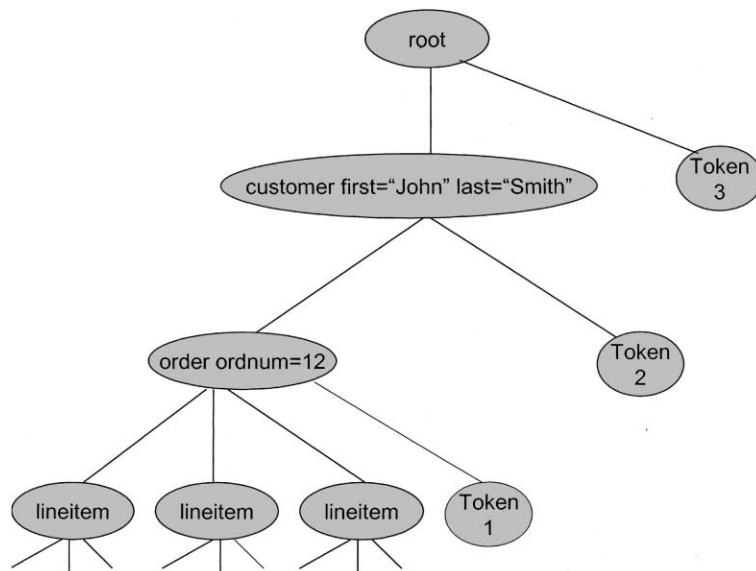 root
Token
3
customer first=“John” last=“Smith”
order ordnum=12
Token
2
lineitem
lineitem
lineitem
Token
1